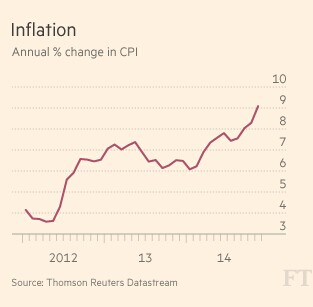 Inflation
Annual % change in CPI
10
9
8
7
6
5
4
3
2012 13 14
Source: Thomson Reuters Datastream
FT